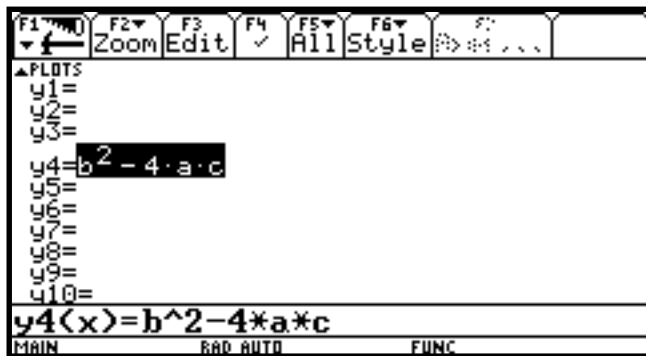 F1 F2 Zoom F3 Edit F4 ✓ F5 All F6 Style
PLOTS
y1=
y2=
y3=
y4=b² - 4·a·c
y5=
y6=
y7=
y8=
y9=
y10=
y4(x)=b^2-4*a*c
MAIN RAD AUTO FUNC